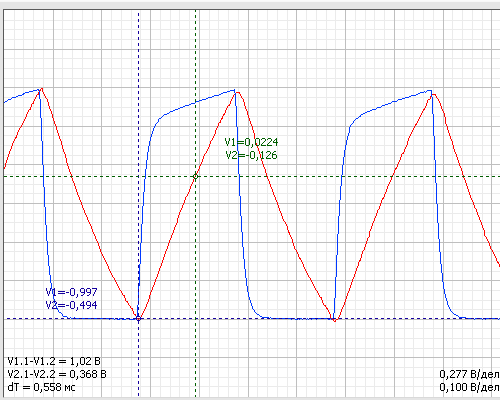 V1=0,0224
V2=-0,126
V1=-0,997
V2=-0,494
V1.1-V1.2 = 1,02 В
V2.1-V2.2 = 0,368 В
dT = 0,558 мс
0,277 В/дел
0,100 В/дел